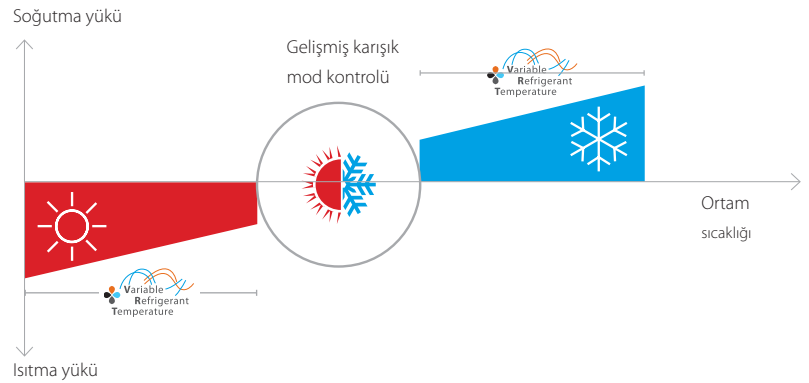 Soğutma yükü
Gelişmiş karışık
mod kontrolü
Variable
Refrigerant
Temperature
Ortam
sıcaklığı
Variable
Refrigerant
Temperature
Isıtma yükü